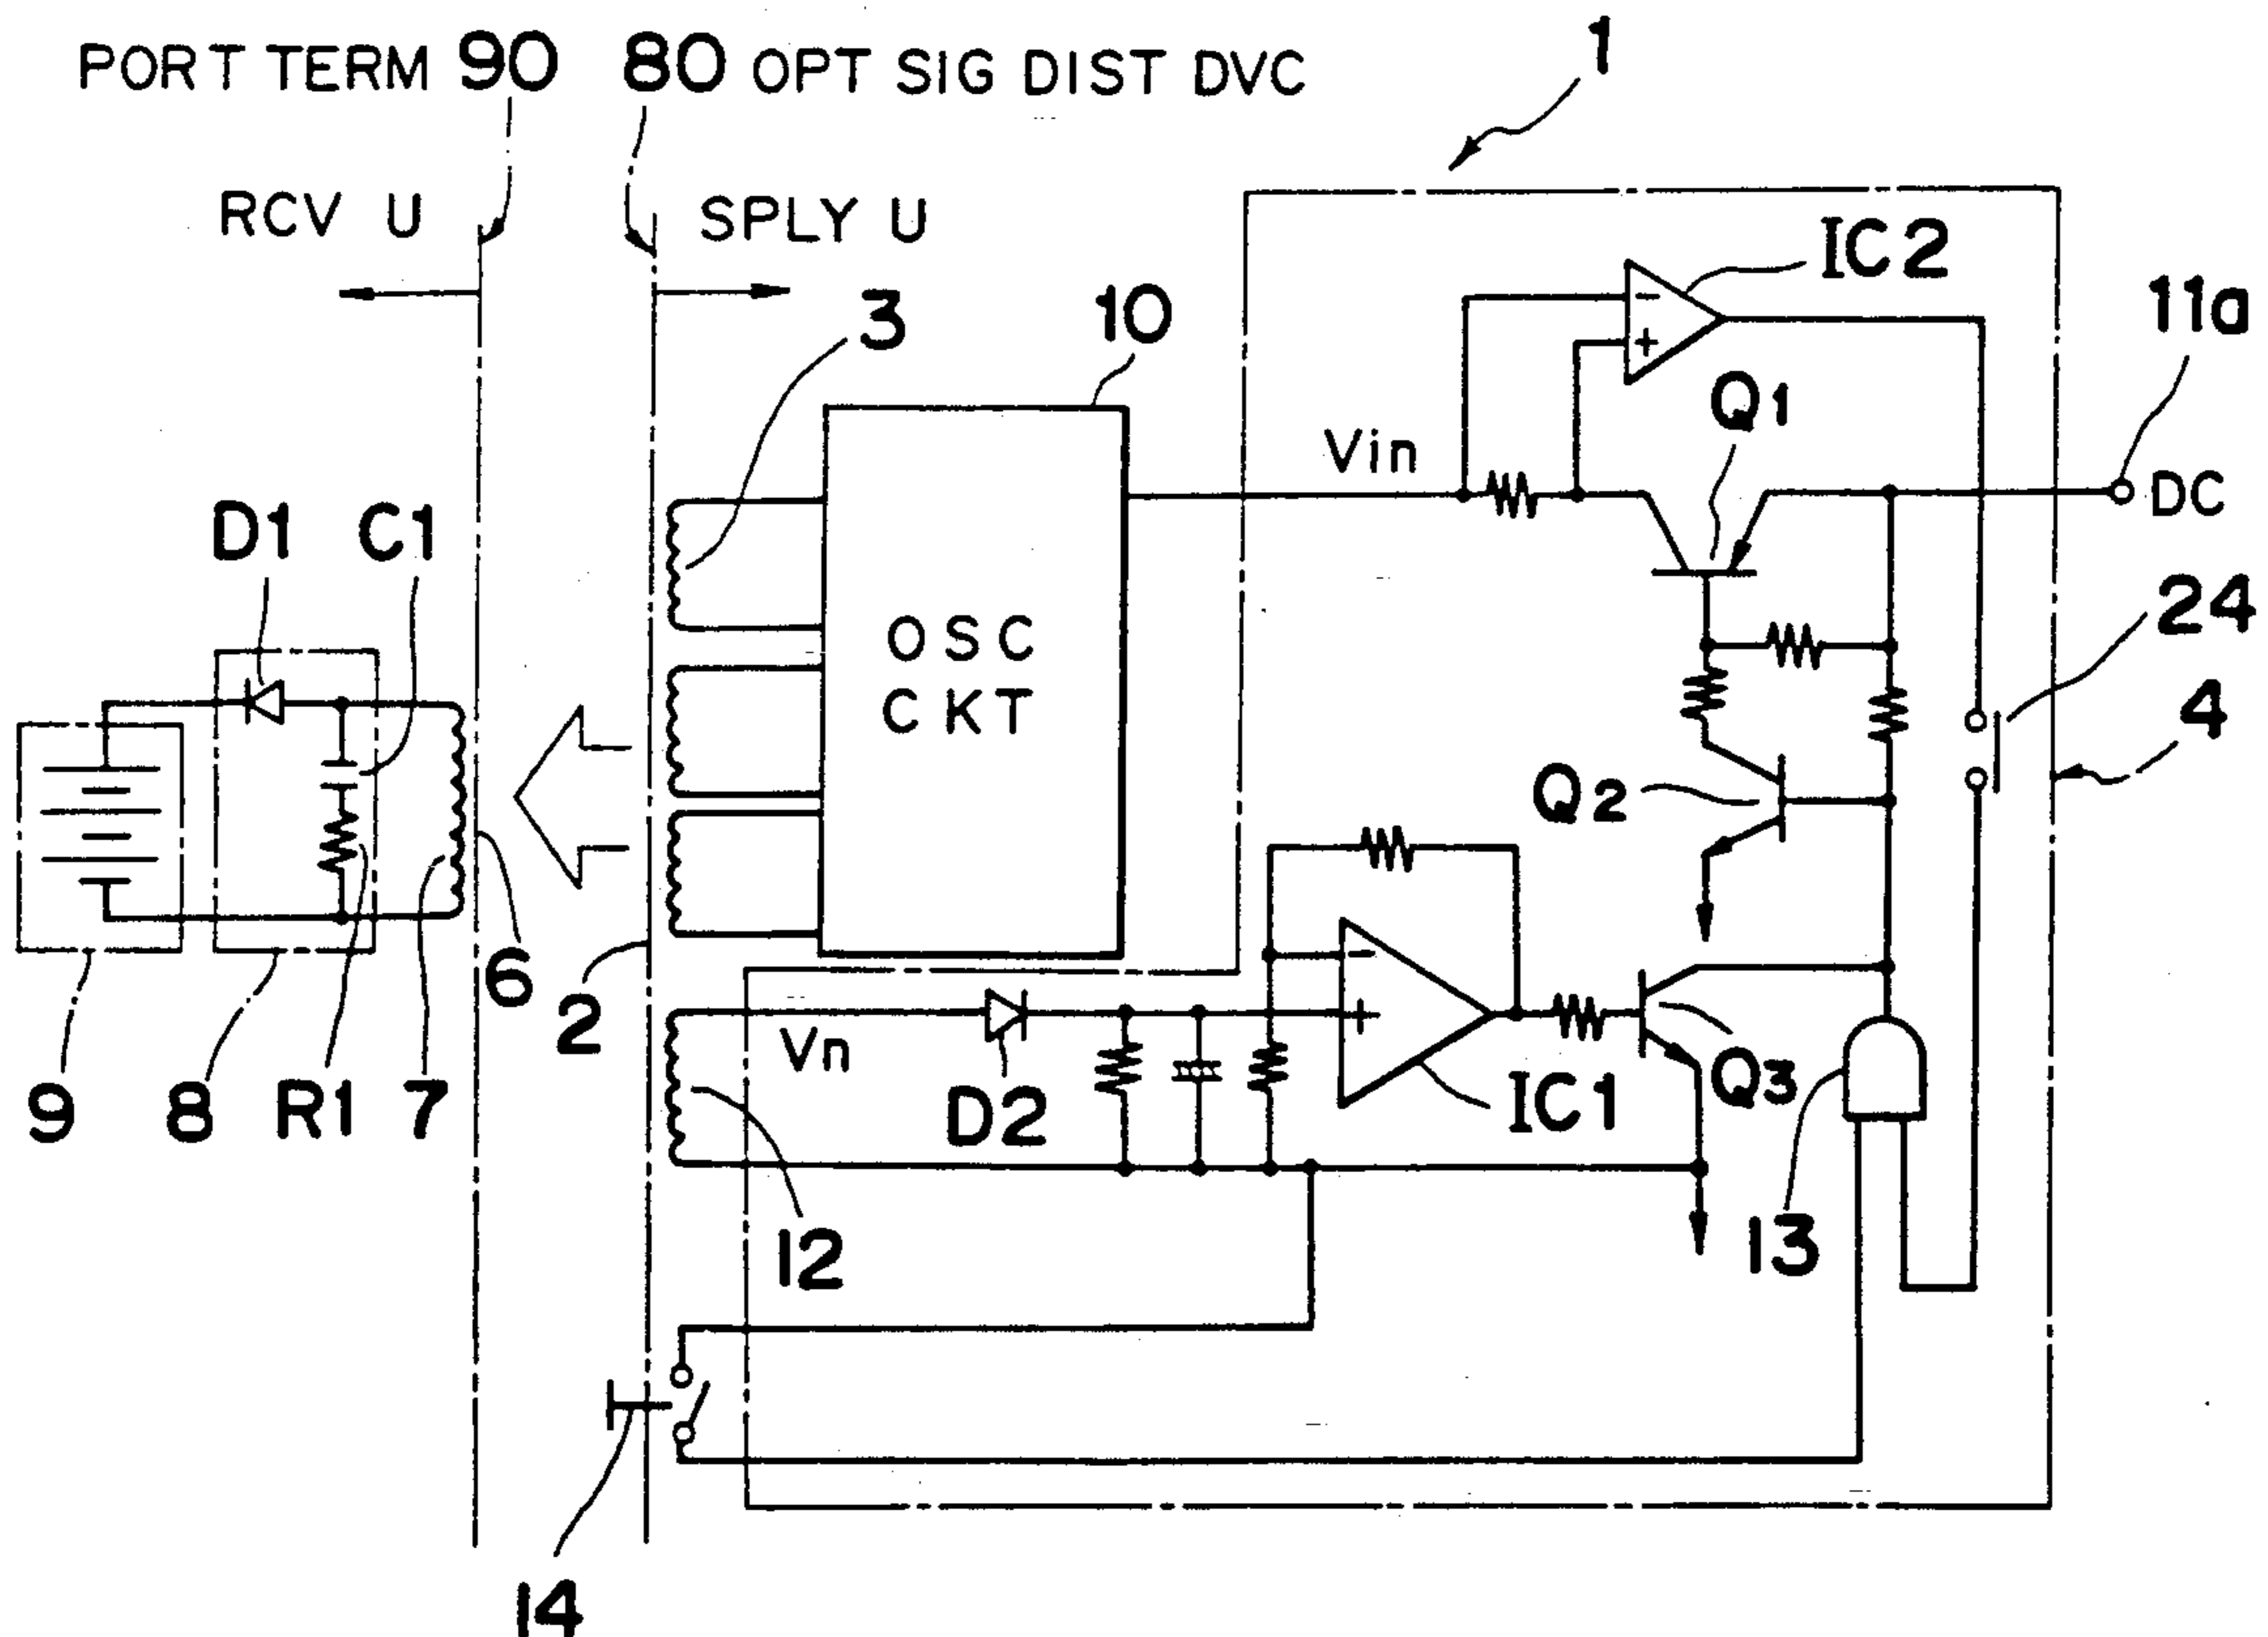 1
PORT TERM 90
80 OPT SIG DIST DVC
RCV U
SPLY U
IC2
3
10
11a
Q1
Vin
D1
C1
DC
24
OSC
CKT
4
Q2
6
2
Vn
9
8
R1
7
D2
IC1
Q3
12
13
14
-
+
-
+